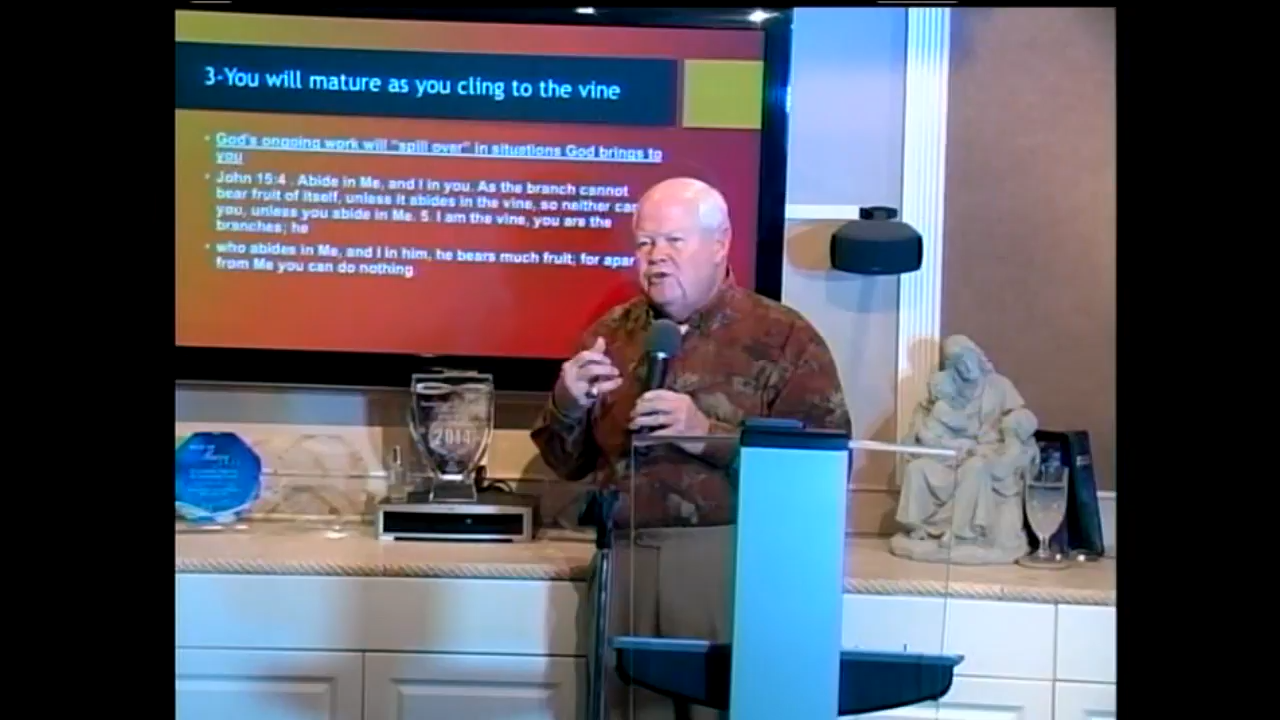 3-You will mature as you cling to the vine
God's ongoing work will "spill over" in situations God brings to
you
John 15:4 . Abide in Me, and I in you. As the branch cannot
bear fruit of itself, unless it abides in the vine, so neither can
you, unless you abide in Me. 5 I am the vine, you are the
branches; he
who abides in Me, and I in him, he bears much fruit; for apar
from Me you can do nothing
2014